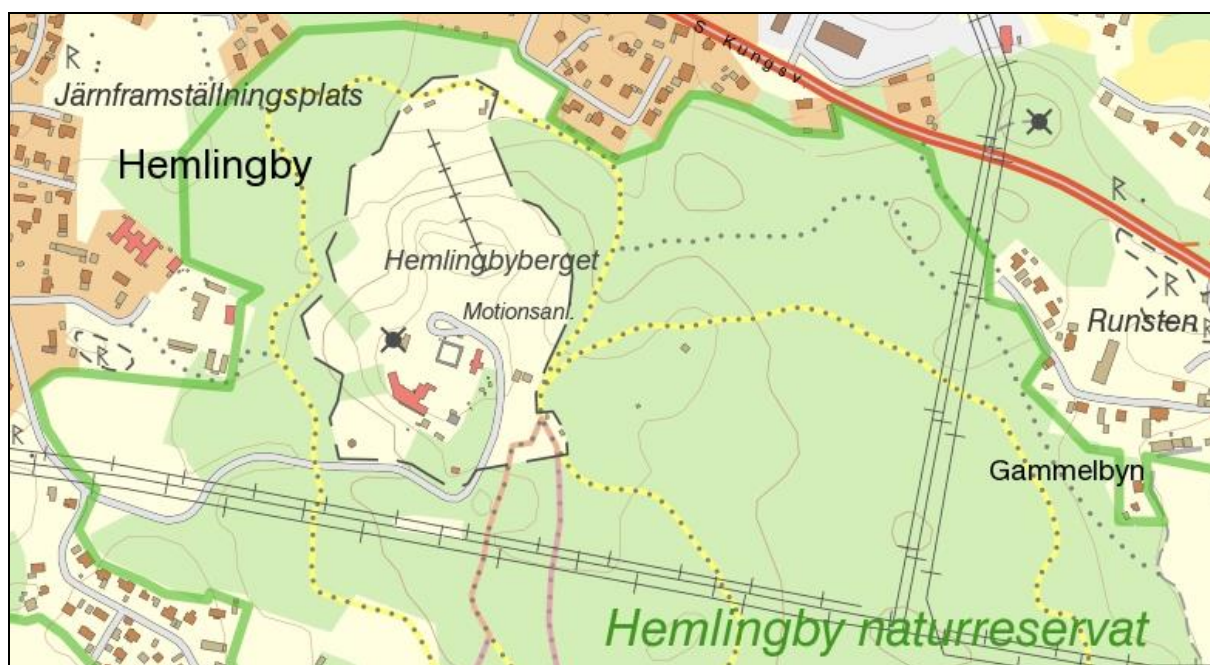 S. Kungsv.
R
Järnframställningsplats
Hemlingby
R
Hemlingbyberget
Motionsanl.
R
Runsten
R
R
R
R
Gammelbyn
Hemlingby naturreservat